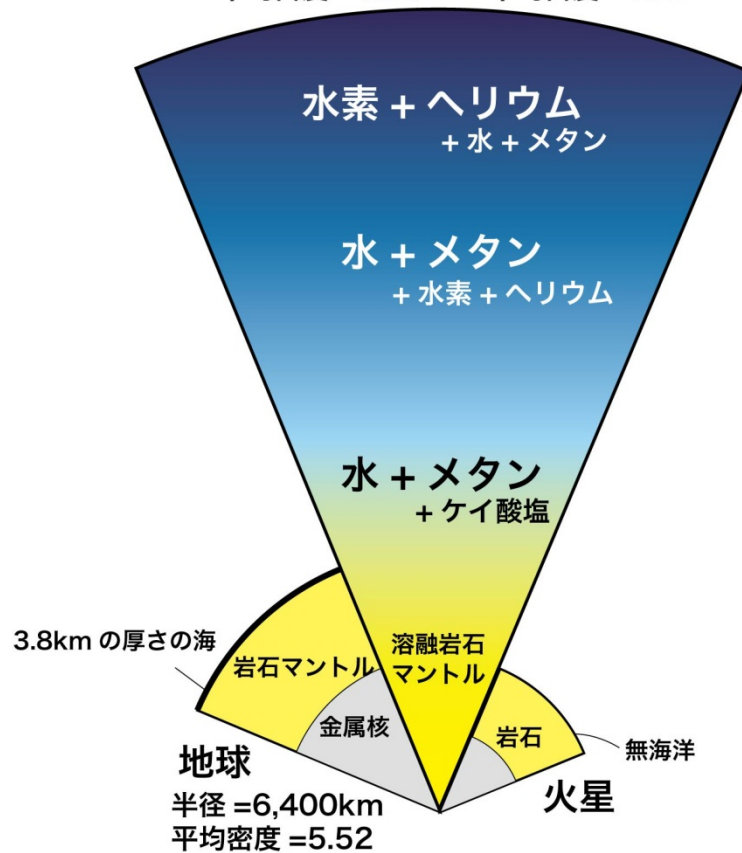 水素 + ヘリウム
+ 水 + メタン
水 + メタン
+ 水素 + ヘリウム
水 + メタン
+ ケイ酸塩
3.8km の厚さの海
岩石マントル
溶融岩石
マントル
金属核
岩石
無海洋
地球
半径 =6,400km
平均密度 =5.52
火星